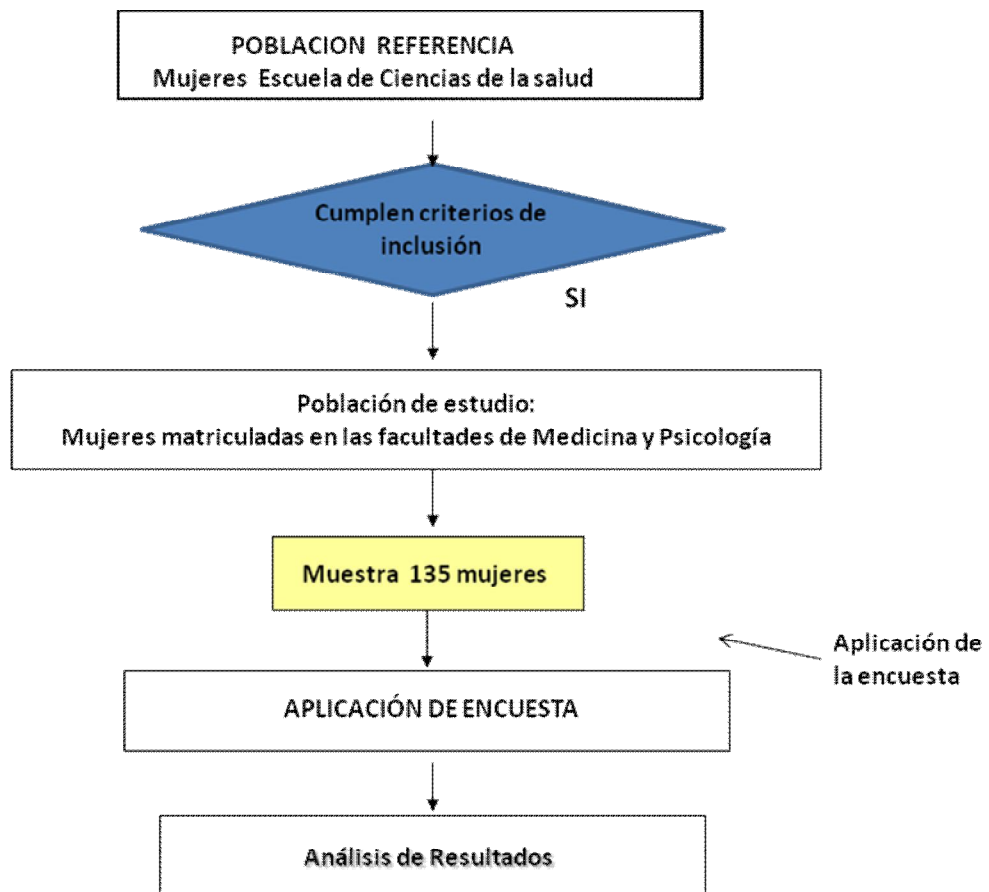 POBLACION REFERENCIA
Mujeres Escuela de Ciencias de la salud
Cumplen criterios de
inclusión
SI
Población de estudio:
Mujeres matriculadas en las facultades de Medicina y Psicología
Muestra 135 mujeres
Aplicación de
la encuesta
APLICACIÓN DE ENCUESTA
Análisis de Resultados